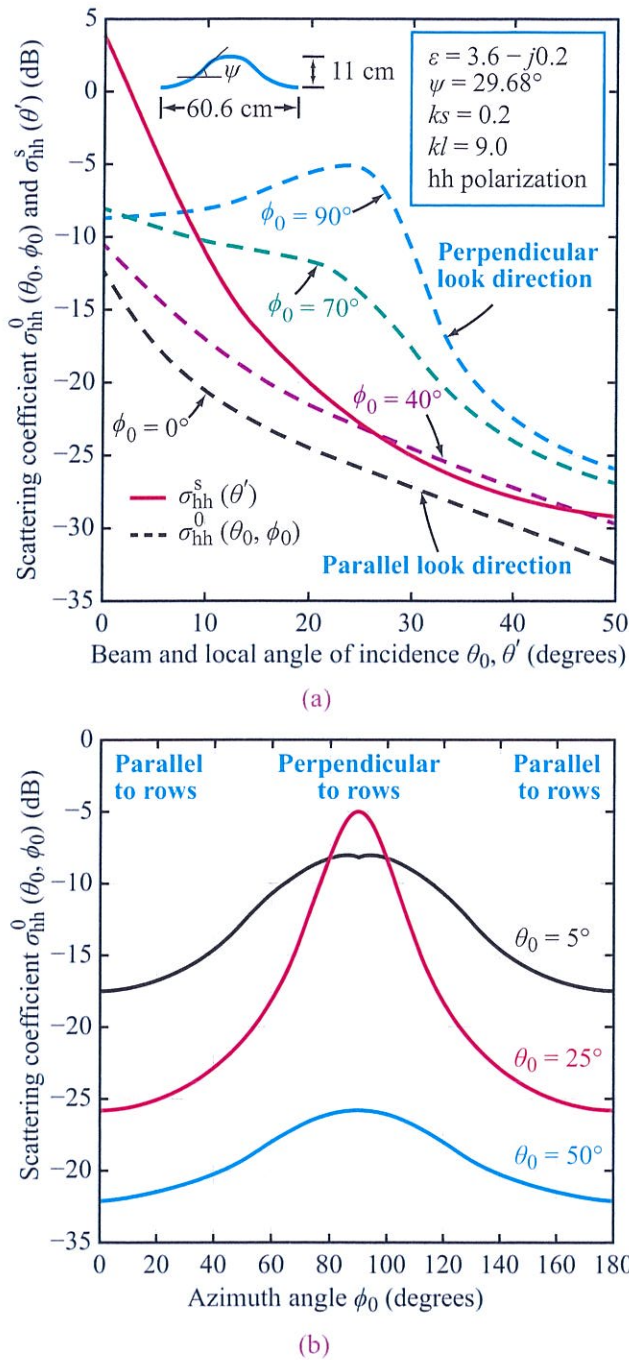 Scattering coefficient σ⁰hh (θ0, ϕ0) and σˢhh (θ′) (dB)
5
0
−5
−10
−15
−20
−25
−30
−35
ψ
11 cm
60.6 cm
ε = 3.6 − j0.2
ψ = 29.68°
ks = 0.2
kl = 9.0
hh polarization
ϕ0 = 90°
Perpendicular
look direction
ϕ0 = 70°
ϕ0 = 40°
ϕ0 = 0°
σˢhh (θ′)
σ⁰hh (θ0, ϕ0)
Parallel look direction
0 10 20 30 40 50
Beam and local angle of incidence θ0, θ′ (degrees)
(a)
Scattering coefficient σ⁰hh (θ0, ϕ0) (dB)
0
−5
−10
−15
−20
−25
−21
−22
−35
Parallel
to rows
Perpendicular
to rows
Parallel
to rows
θ0 = 5°
θ0 = 25°
θ0 = 50°
0 20 40 60 80 100 120 140 160 180
Azimuth angle ϕ0 (degrees)
(b)